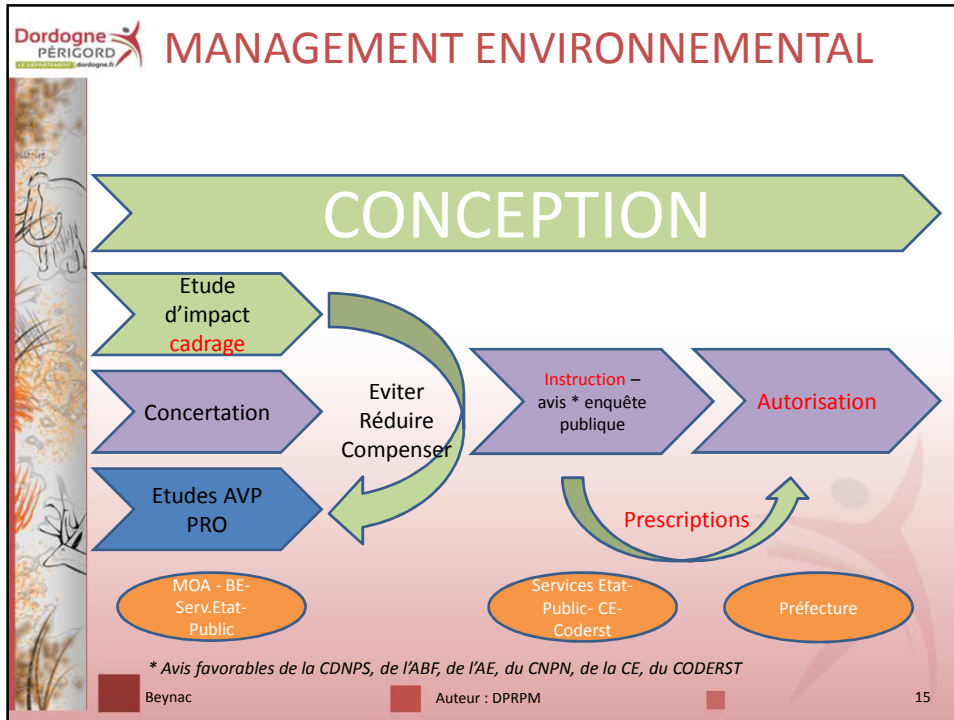 Dordogne
PÉRIGORD
LE DÉPARTEMENT dordogne.fr
MANAGEMENT ENVIRONNEMENTAL
histoire
CONCEPTION
Etude
d'impact
cadrage
Concertation
Etudes AVP
PRO
Eviter
Réduire
Compenser
Instruction –
avis * enquête
publique
Autorisation
Prescriptions
MOA - BE-
Serv.Etat-
Public
Services Etat-
Public- CE-
Coderst
Préfecture
* Avis favorables de la CDNPS, de l'ABF, de l'AE, du CNPN, de la CE, du CODERST
Beynac
Auteur : DPRPM
15